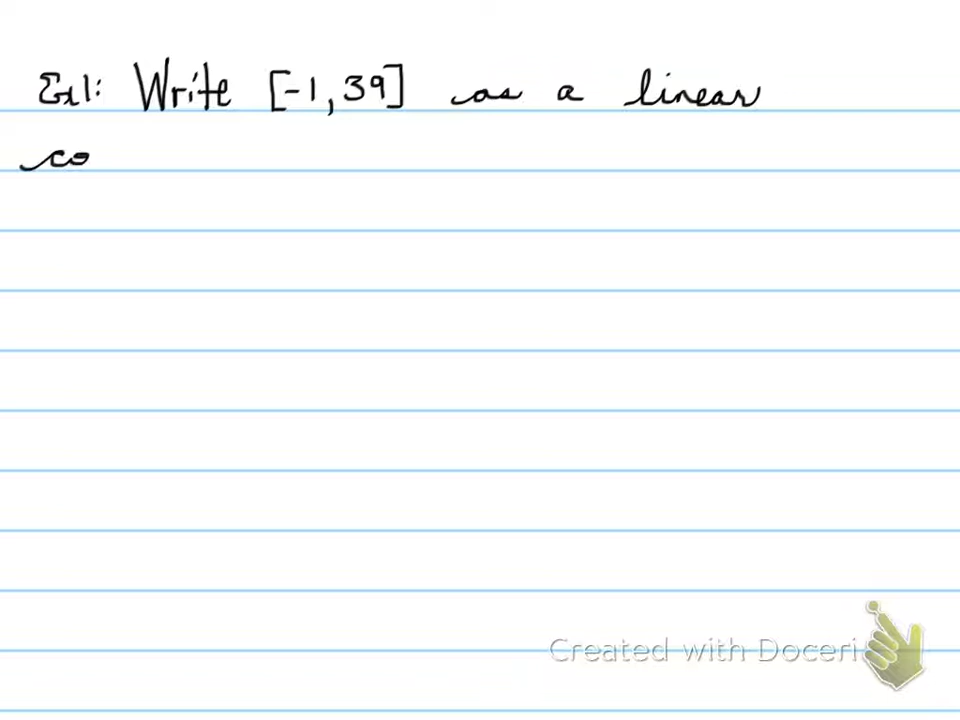 Ex1: Write [-1, 39] as a linear
co
Created with Doceri